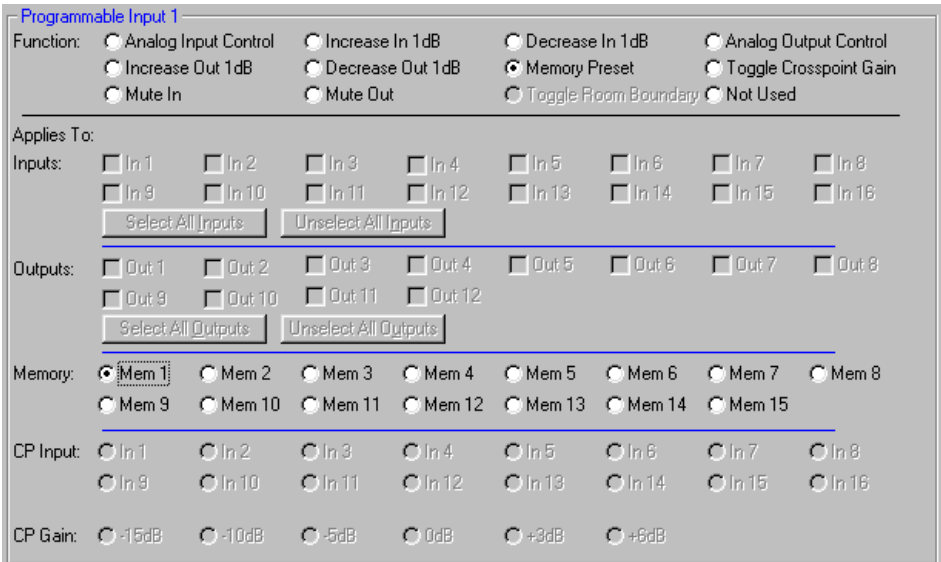 Programmable Input 1
Function: Analog Input Control Increase In 1dB Decrease In 1dB Analog Output Control
Increase Out 1dB Decrease Out 1dB Memory Preset Toggle Crosspoint Gain
Mute In Mute Out Toggle Room Boundary Not Used
Applies To:
Inputs: In 1 In 2 In 3 In 4 In 5 In 6 In 7 In 8
In 9 In 10 In 11 In 12 In 13 In 14 In 15 In 16
Select All Inputs Unselect All Inputs
Outputs: Out 1 Out 2 Out 3 Out 4 Out 5 Out 6 Out 7 Out 8
Out 9 Out 10 Out 11 Out 12
Select All Outputs Unselect All Outputs
Memory: Mem 1 Mem 2 Mem 3 Mem 4 Mem 5 Mem 6 Mem 7 Mem 8
Mem 9 Mem 10 Mem 11 Mem 12 Mem 13 Mem 14 Mem 15
CP Input: In 1 In 2 In 3 In 4 In 5 In 6 In 7 In 8
In 9 In 10 In 11 In 12 In 13 In 14 In 15 In 16
CP Gain: -15dB -10dB -5dB 0dB +3dB +6dB